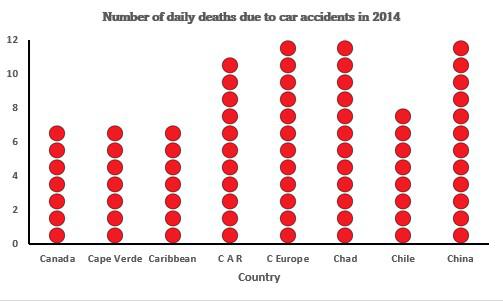 Number of daily deaths due to car accidents in 2014
12
10
8
6
4
2
0
Canada Cape Verde Caribbean C A R C Europe Chad Chile China
Country